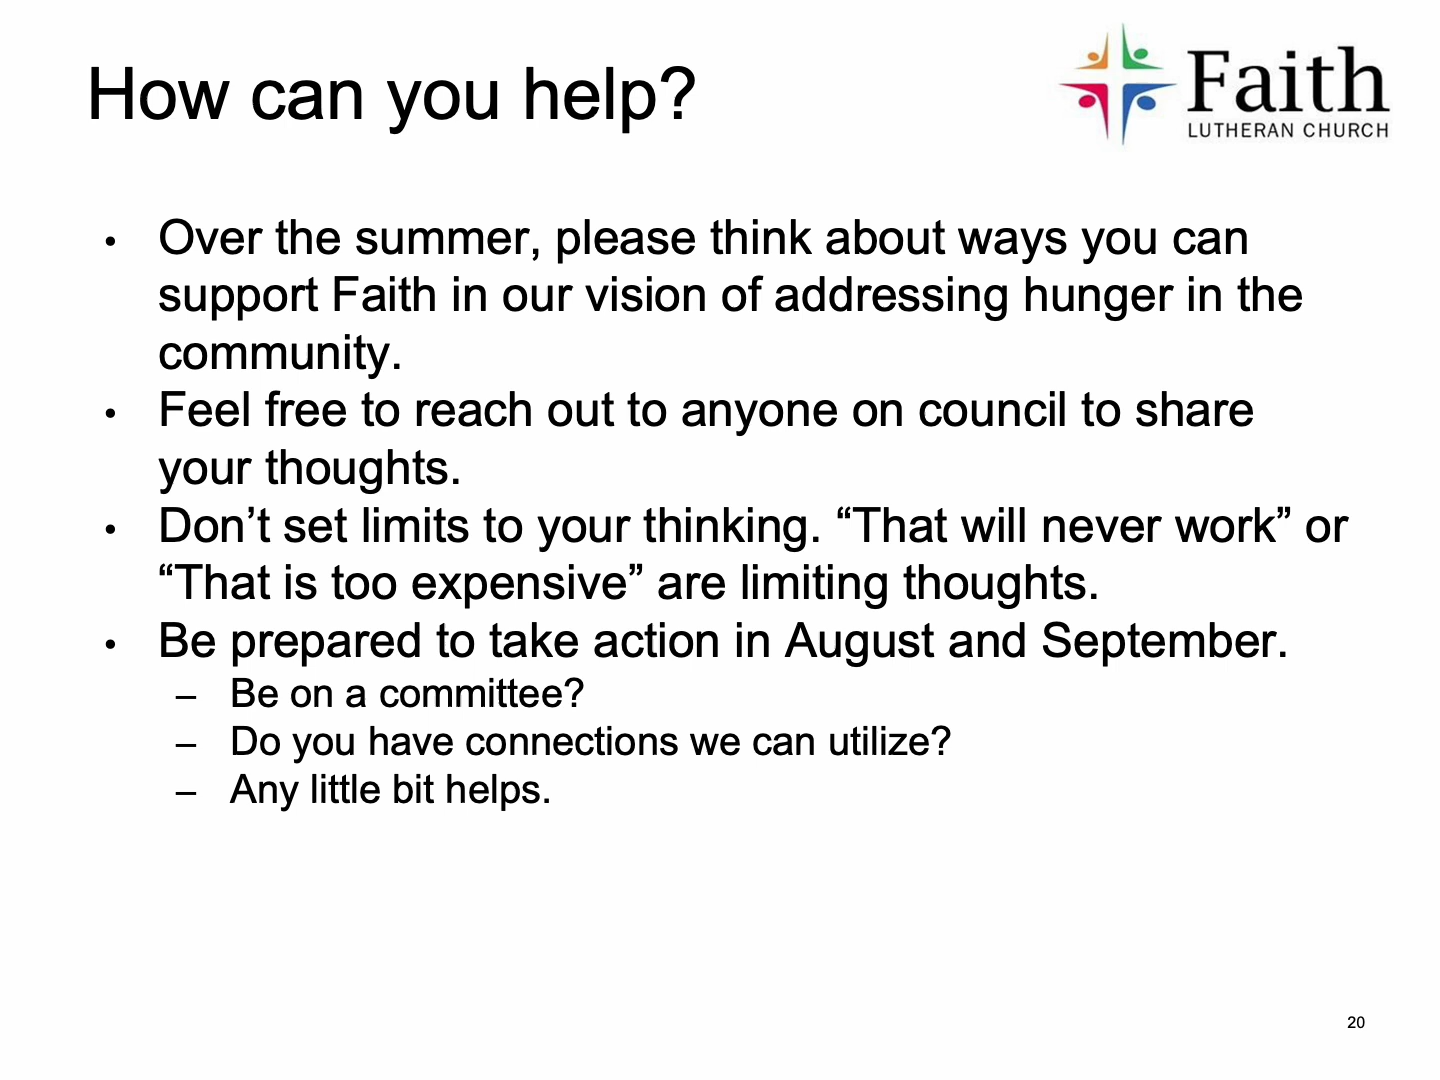 How can you help?
Faith
LUTHERAN CHURCH
• Over the summer, please think about ways you can
support Faith in our vision of addressing hunger in the
community.
• Feel free to reach out to anyone on council to share
your thoughts.
• Don’t set limits to your thinking. “That will never work” or
“That is too expensive” are limiting thoughts.
• Be prepared to take action in August and September.
– Be on a committee?
– Do you have connections we can utilize?
– Any little bit helps.
20